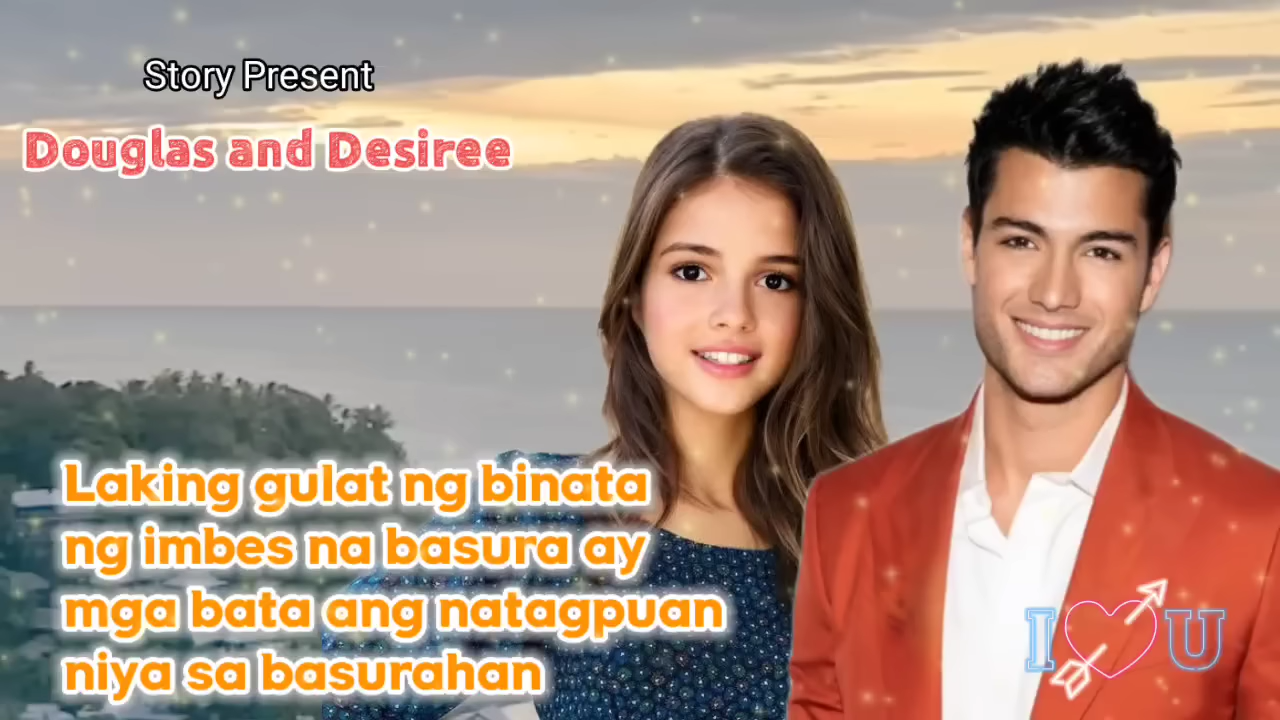 Story Present
Douglas and Desiree
Laking gulat ng binata
ng imbes na basura ay
mga bata ang natagpuan
niya sa basurahan
I U